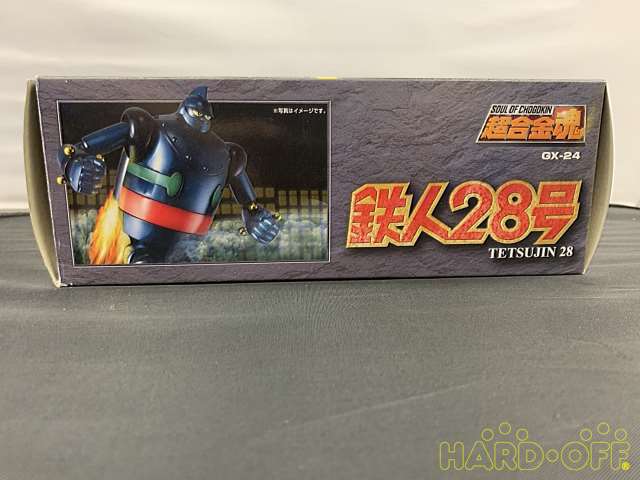 ※写真はイメージです。
SOUL OF CHOGOKIN
超合金魂
GX-24
鉄人28号
TETSUJIN 28
HARD・OFF®